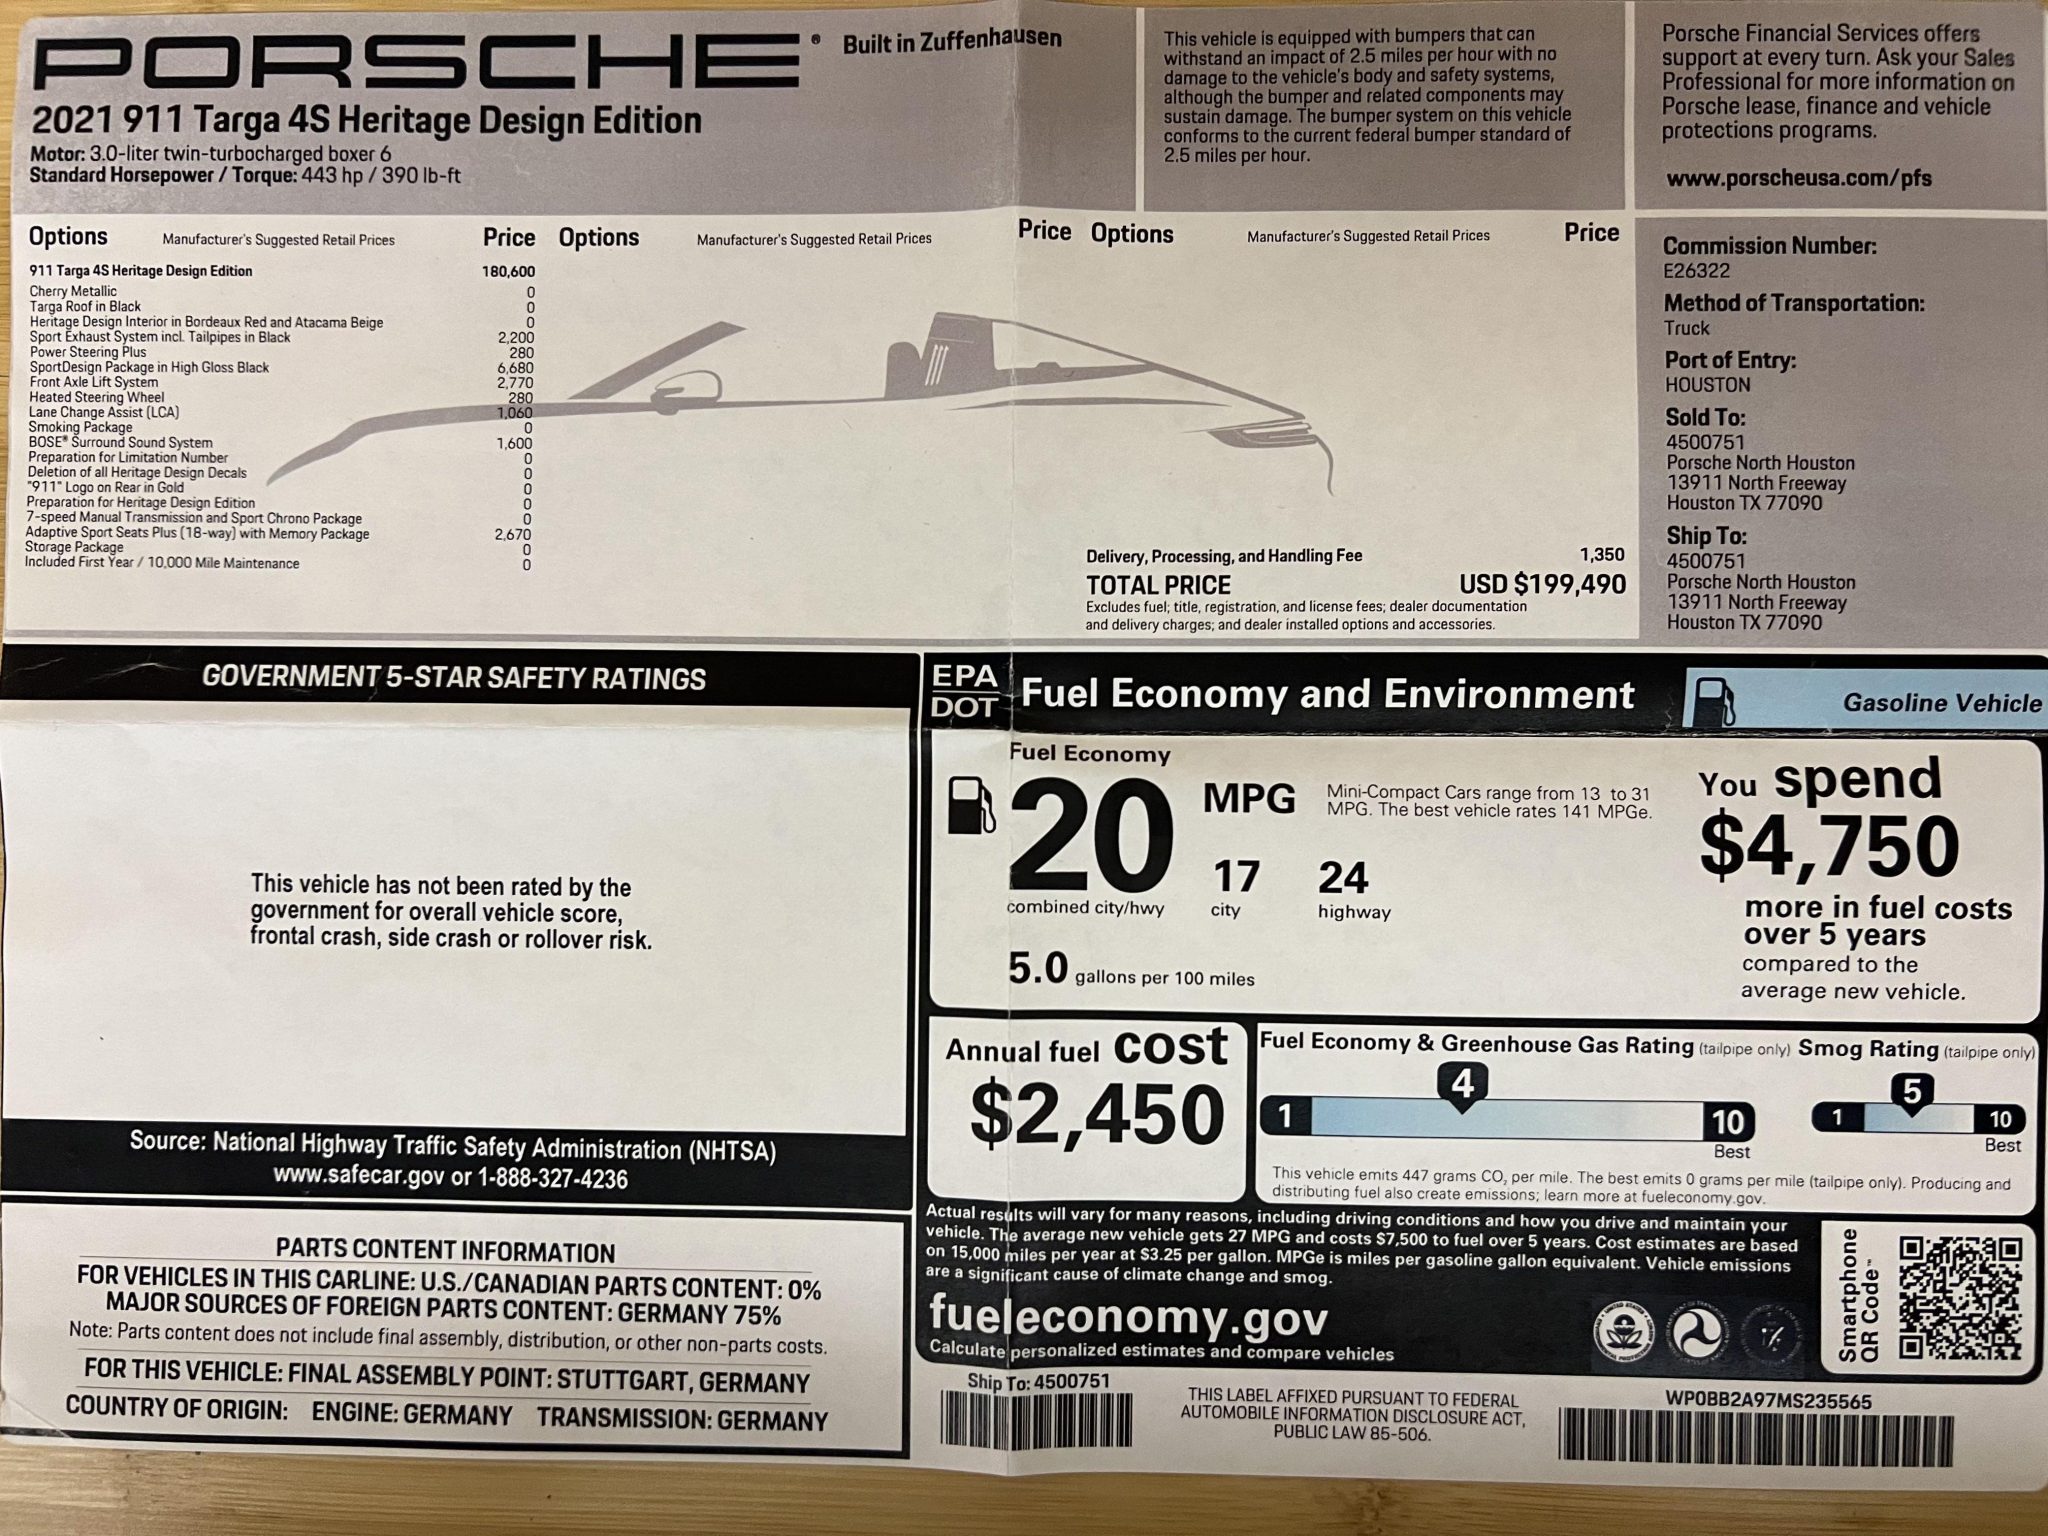 PORSCHE® Built in Zuffenhausen
2021 911 Targa 4S Heritage Design Edition
Motor: 3.0-liter twin-turbocharged boxer 6
Standard Horsepower / Torque: 443 hp / 390 lb-ft
This vehicle is equipped with bumpers that can
withstand an impact of 2.5 miles per hour with no
damage to the vehicle's body and safety systems,
although the bumper and related components may
sustain damage. The bumper system on this vehicle
conforms to the current federal bumper standard of
2.5 miles per hour.
Porsche Financial Services offers
support at every turn. Ask your Sales
Professional for more information on
Porsche lease, finance and vehicle
protections programs.
www.porscheusa.com/pfs
Options Manufacturer's Suggested Retail Prices Price Options Manufacturer's Suggested Retail Prices Price Options Manufacturer's Suggested Retail Prices Price
911 Targa 4S Heritage Design Edition 180,600
Cherry Metallic 0
Targa Roof in Black 0
Heritage Design Interior in Bordeaux Red and Atacama Beige 0
Sport Exhaust System incl. Tailpipes in Black 2,200
Power Steering Plus 280
SportDesign Package in High Gloss Black 6,680
Front Axle Lift System 2,770
Heated Steering Wheel 280
Lane Change Assist (LCA) 1,060
Smoking Package 0
BOSE® Surround Sound System 1,600
Preparation for Limitation Number 0
Deletion of all Heritage Design Decals 0
"911" Logo on Rear in Gold 0
Preparation for Heritage Design Edition 0
7-speed Manual Transmission and Sport Chrono Package 0
Adaptive Sport Seats Plus (18-way) with Memory Package 2,670
Storage Package 0
Included First Year / 10,000 Mile Maintenance 0
Delivery, Processing, and Handling Fee 1,350
TOTAL PRICE USD $199,490
Excludes fuel; title, registration, and license fees; dealer documentation
and delivery charges; and dealer installed options and accessories.
Commission Number:
E26322
Method of Transportation:
Truck
Port of Entry:
HOUSTON
Sold To:
4500751
Porsche North Houston
13911 North Freeway
Houston TX 77090
Ship To:
4500751
Porsche North Houston
13911 North Freeway
Houston TX 77090
GOVERNMENT 5-STAR SAFETY RATINGS
This vehicle has not been rated by the
government for overall vehicle score,
frontal crash, side crash or rollover risk.
Source: National Highway Traffic Safety Administration (NHTSA)
www.safecar.gov or 1-888-327-4236
PARTS CONTENT INFORMATION
FOR VEHICLES IN THIS CARLINE: U.S./CANADIAN PARTS CONTENT: 0%
MAJOR SOURCES OF FOREIGN PARTS CONTENT: GERMANY 75%
Note: Parts content does not include final assembly, distribution, or other non-parts costs.
FOR THIS VEHICLE: FINAL ASSEMBLY POINT: STUTTGART, GERMANY
COUNTRY OF ORIGIN: ENGINE: GERMANY TRANSMISSION: GERMANY
EPA
DOT
Fuel Economy and Environment
Gasoline Vehicle
Fuel Economy
20 MPG
combined city/hwy
17
city
24
highway
Mini-Compact Cars range from 13 to 31
MPG. The best vehicle rates 141 MPGe.
5.0 gallons per 100 miles
You spend
$4,750
more in fuel costs
over 5 years
compared to the
average new vehicle.
Annual fuel cost
$2,450
Fuel Economy & Greenhouse Gas Rating (tailpipe only) Smog Rating (tailpipe only)
4
1 10
Best
5
1 10
Best
This vehicle emits 447 grams CO₂ per mile. The best emits 0 grams per mile (tailpipe only). Producing and
distributing fuel also create emissions; learn more at fueleconomy.gov.
Actual results will vary for many reasons, including driving conditions and how you drive and maintain your
vehicle. The average new vehicle gets 27 MPG and costs $7,500 to fuel over 5 years. Cost estimates are based
on 15,000 miles per year at $3.25 per gallon. MPGe is miles per gasoline gallon equivalent. Vehicle emissions
are a significant cause of climate change and smog.
fueleconomy.gov
Calculate personalized estimates and compare vehicles
Smartphone
QR Code™
Ship To: 4500751
THIS LABEL AFFIXED PURSUANT TO FEDERAL
AUTOMOBILE INFORMATION DISCLOSURE ACT,
PUBLIC LAW 85-506.
WP0BB2A97MS235565